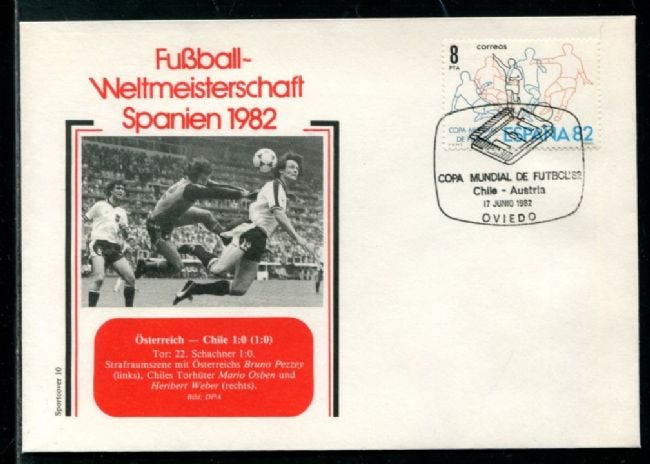 Fußball-
Weltmeisterschaft
Spanien 1982
Österreich — Chile 1:0 (1:0)
Tor: 22. Schachner 1:0.
Strafraumszene mit Österreichs Bruno Pezzey
(links), Chiles Torhüter Mario Osben und
Heribert Weber (rechts).
Bild: DPA
Sportcover 10
8
PTA
correos
COPA
DE
ESPAÑA 82
COPA MUNDIAL DE FUTBOL'82
Chile - Austria
17 JUNIO 1982
OVIEDO